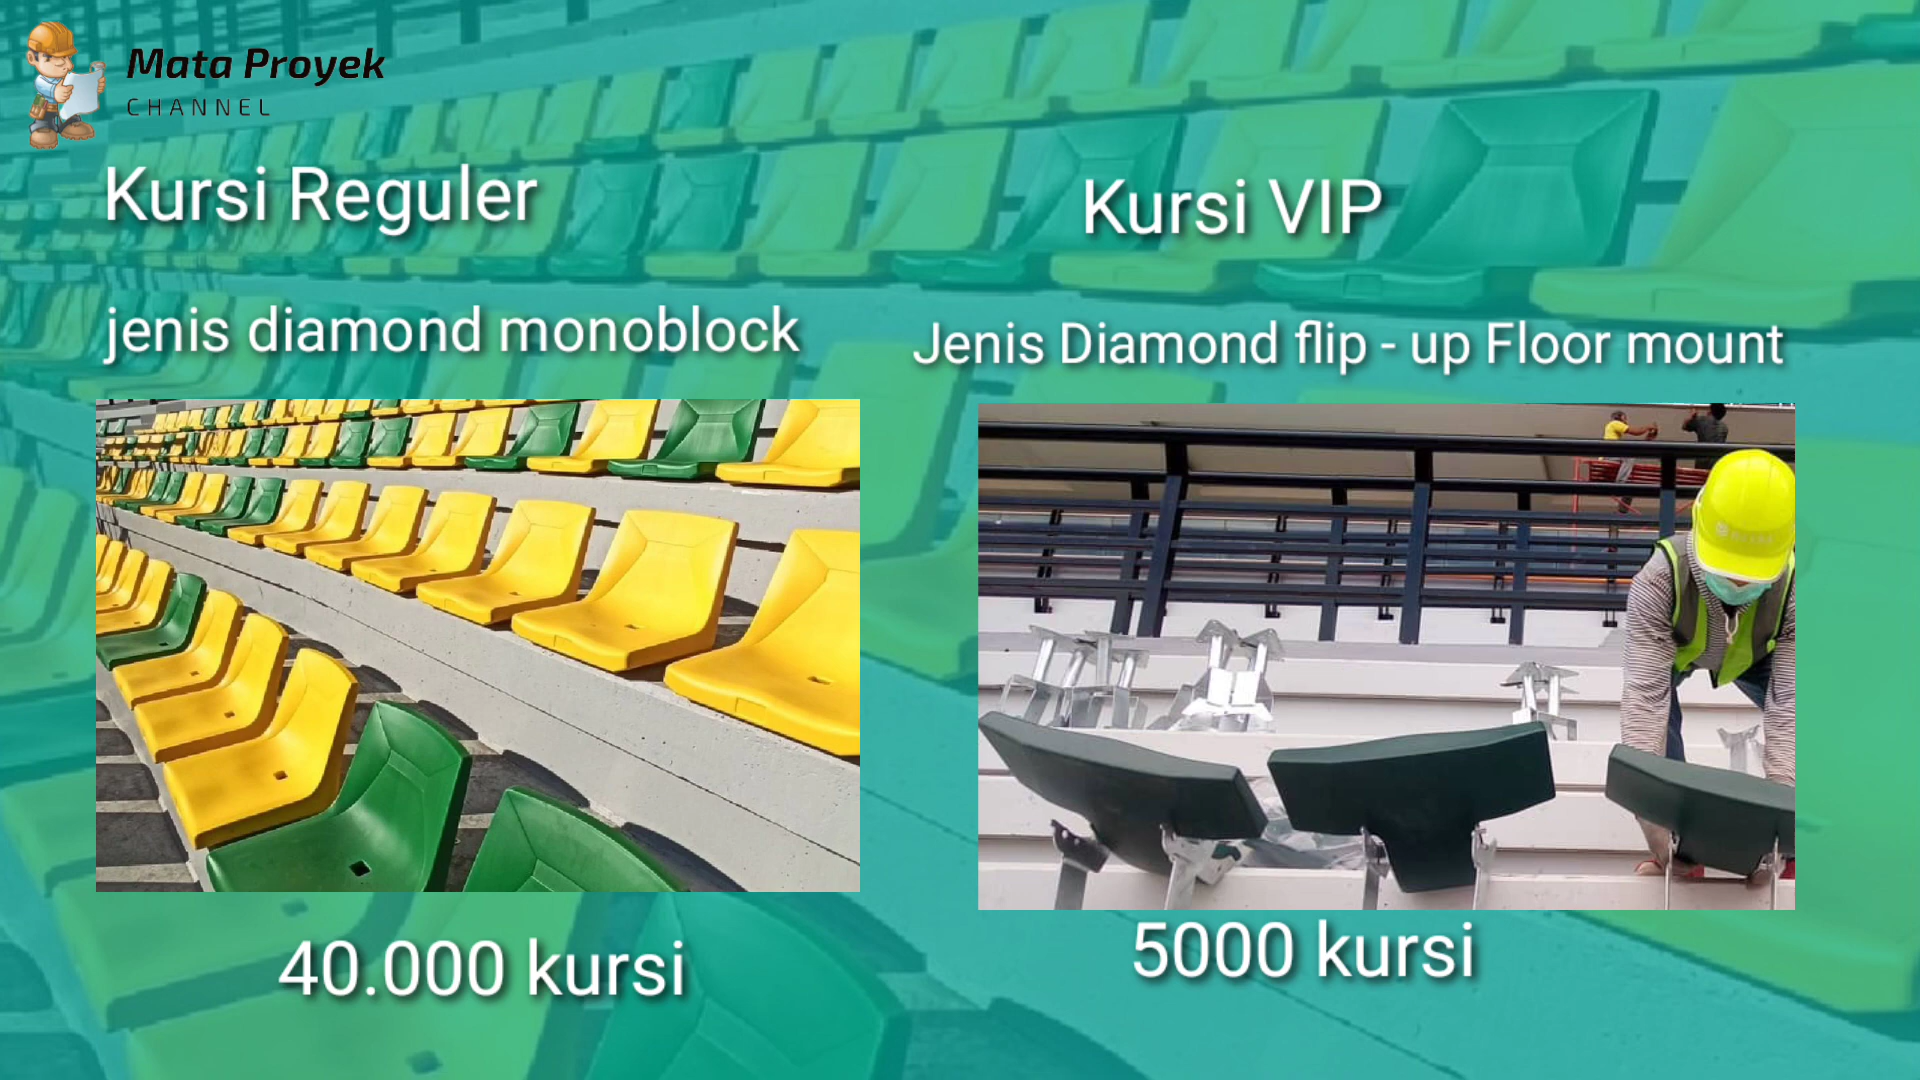 Mata Proyek
CHANNEL
Kursi Reguler
jenis diamond monoblock
40.000 kursi
Kursi VIP
Jenis Diamond flip - up Floor mount
5000 kursi